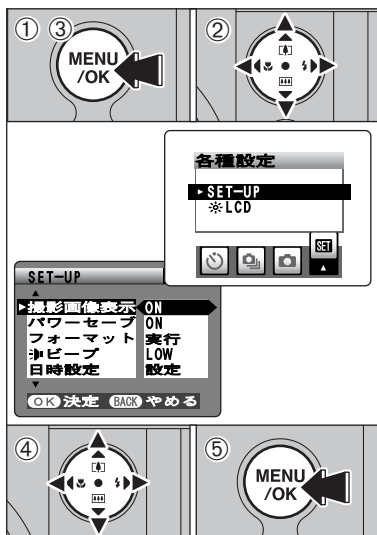 ① ③
MENU
/OK
②
各種設定
SET-UP
LCD
SET
SET-UP
撮影画像表示 ON
パワーセーブ ON
フォーマット 実行
ビープ LOW
日時設定 設定
OK 決定 BACK やめる
④
⑤
MENU
/OK